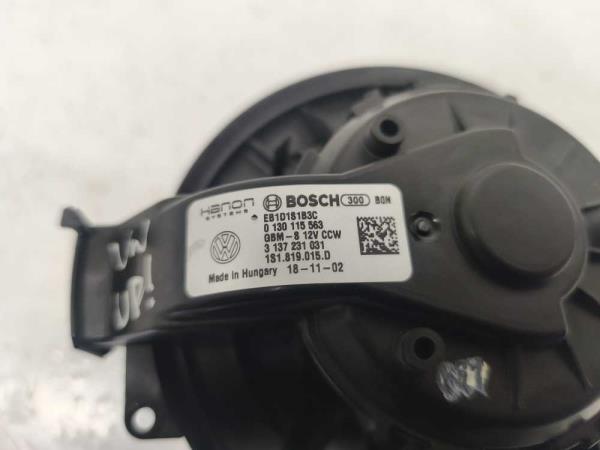 Hanon SYSTEMS BOSCH 300 BGN
EB1D181B3C
0 130 115 563
GBM-8 12V CCW
3 137 231 031
1S1.819.015.D
Made in Hungary 18-11-02
VW
UP!